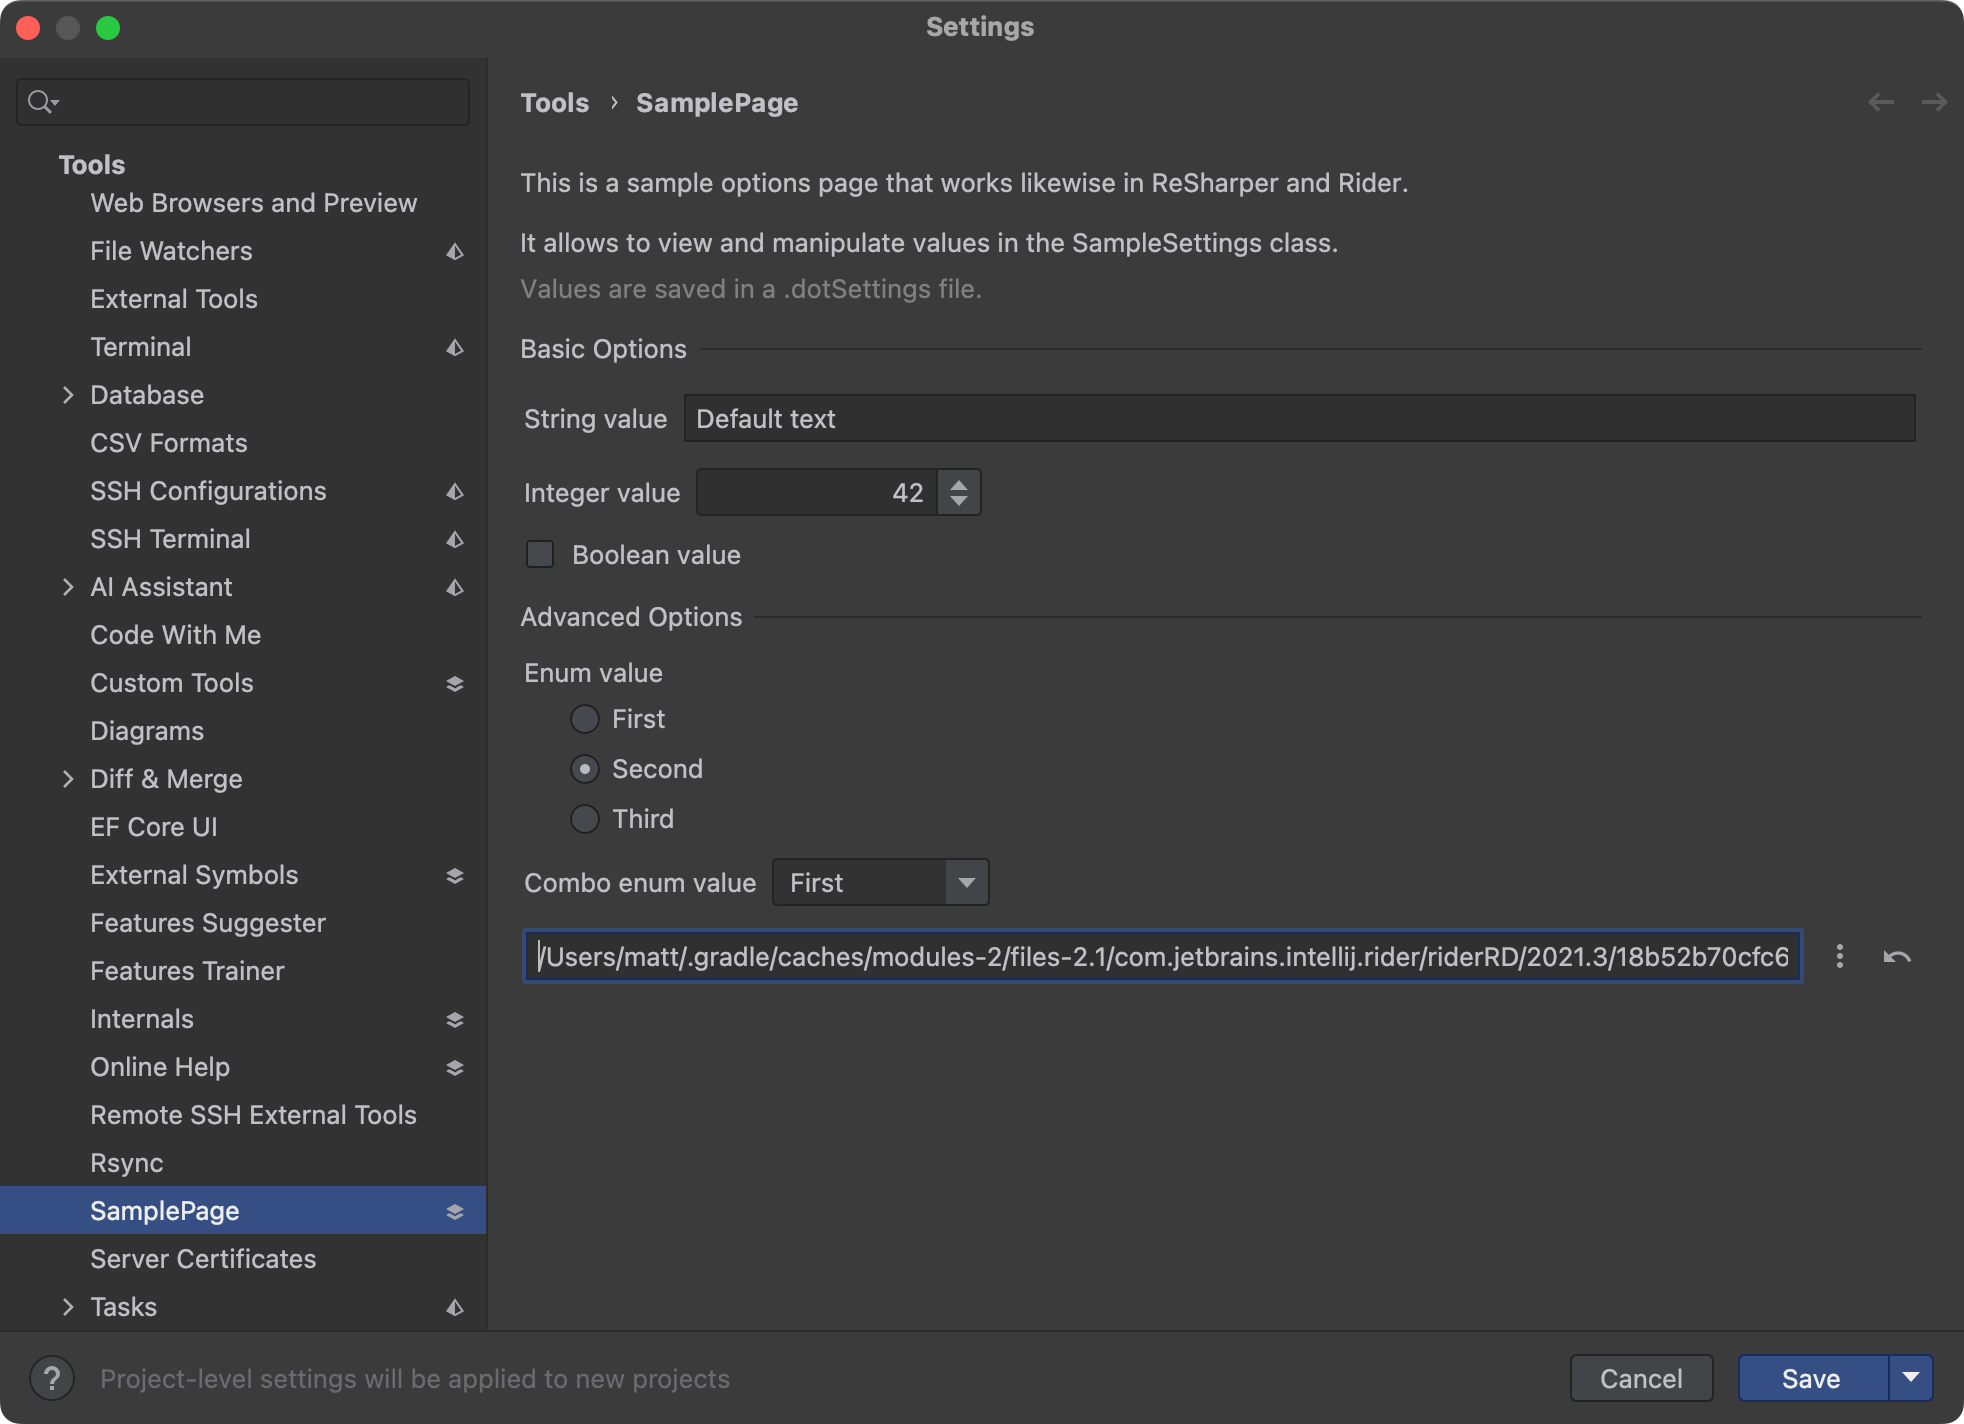 Settings
Tools
Web Browsers and Preview
File Watchers
External Tools
Terminal
Database
CSV Formats
SSH Configurations
SSH Terminal
AI Assistant
Code With Me
Custom Tools
Diagrams
Diff & Merge
EF Core UI
External Symbols
Features Suggester
Features Trainer
Internals
Online Help
Remote SSH External Tools
Rsync
SamplePage
Server Certificates
Tasks
Tools › SamplePage
This is a sample options page that works likewise in ReSharper and Rider.
It allows to view and manipulate values in the SampleSettings class.
Values are saved in a .dotSettings file.
Basic Options
String value Default text
Integer value 42
Boolean value
Advanced Options
Enum value
First
Second
Third
Combo enum value First
/Users/matt/.gradle/caches/modules-2/files-2.1/com.jetbrains.intellij.rider/riderRD/2021.3/18b52b70cfc6
? Project-level settings will be applied to new projects
Cancel
Save